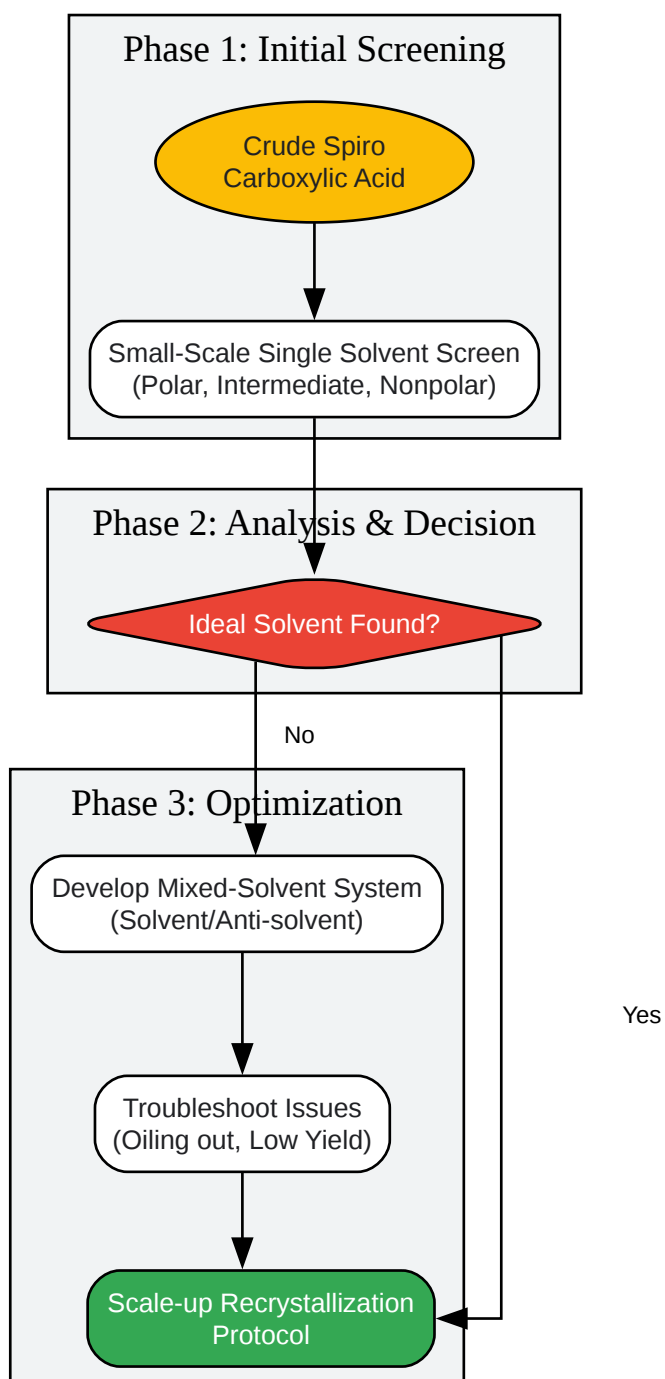 Phase 1: Initial Screening
Crude Spiro
Carboxylic Acid
Small-Scale Single Solvent Screen
(Polar, Intermediate, Nonpolar)
Phase 2: Analysis & Decision
Ideal Solvent Found?
No
Phase 3: Optimization
Develop Mixed-Solvent System
(Solvent/Anti-solvent)
Yes
Troubleshoot Issues
(Oiling out, Low Yield)
Scale-up Recrystallization
Protocol